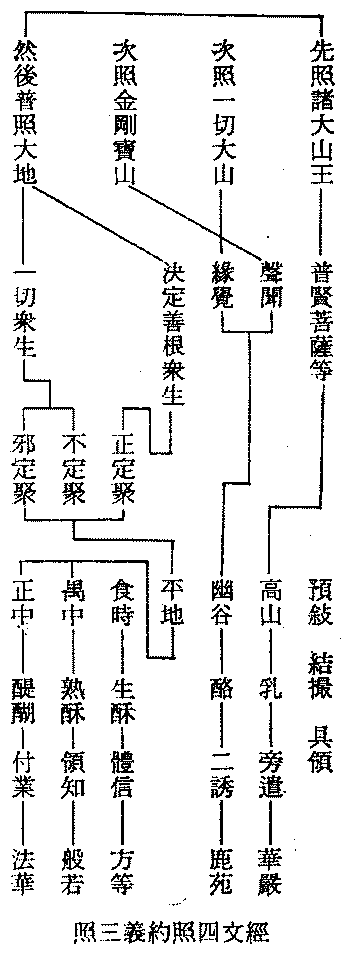 先照諸大山王
次照一切大山
次照金剛寶山
然後普照大地
普賢菩薩等
聲聞
緣覺
決定善根衆生
一切衆生
正定聚
不定聚
邪定聚
預敍 結撮 具領
高山 乳 旁遣 華嚴
幽谷 酪 二誘 鹿苑
平地
食時 生酥 體信 方等
禺中 熟酥 領知 般若
正中 醍醐 付業 法華
經文四照約義三照